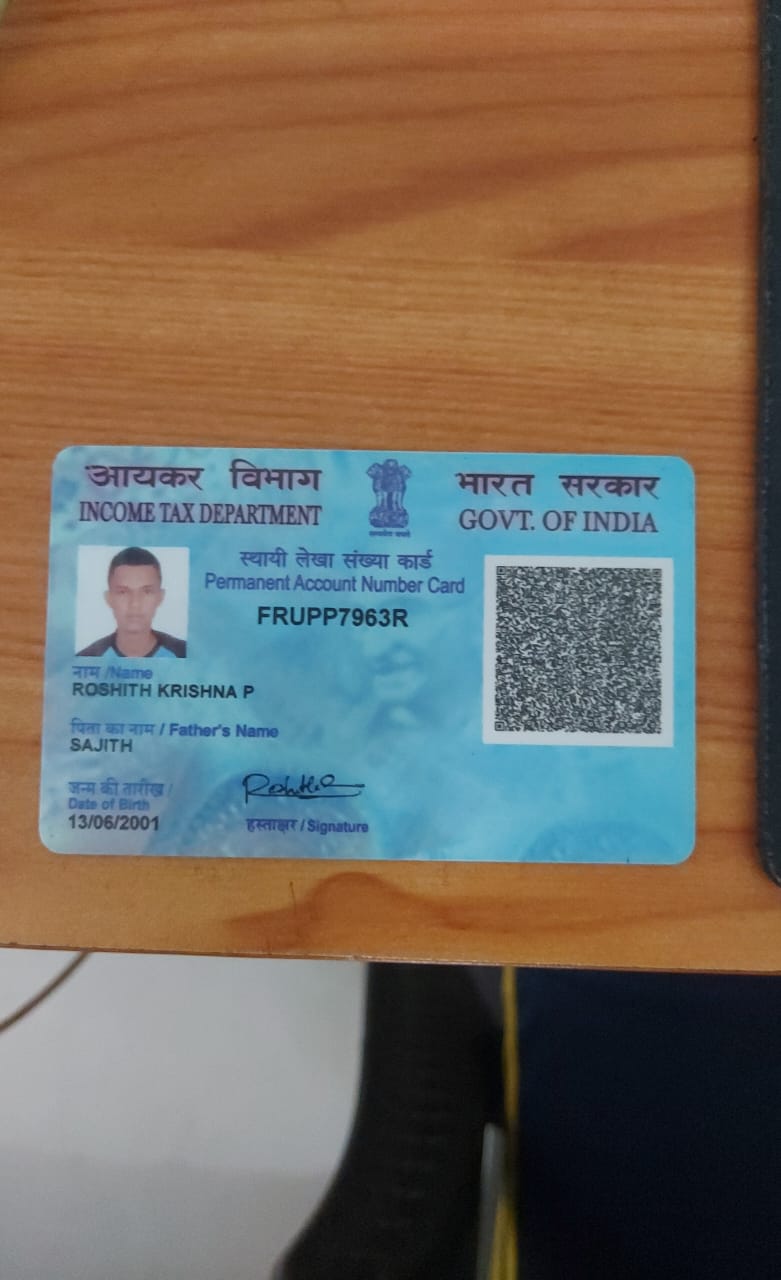 आयकर विभाग
INCOME TAX DEPARTMENT
भारत सरकार
GOVT. OF INDIA
स्थायी लेखा संख्या कार्ड
Permanent Account Number Card
FRUPP7963R
नाम /Name
ROSHITH KRISHNA P
पिता का नाम / Father's Name
SAJITH
जन्म की तारीख /
Date of Birth
13/06/2001
हस्ताक्षर / Signature